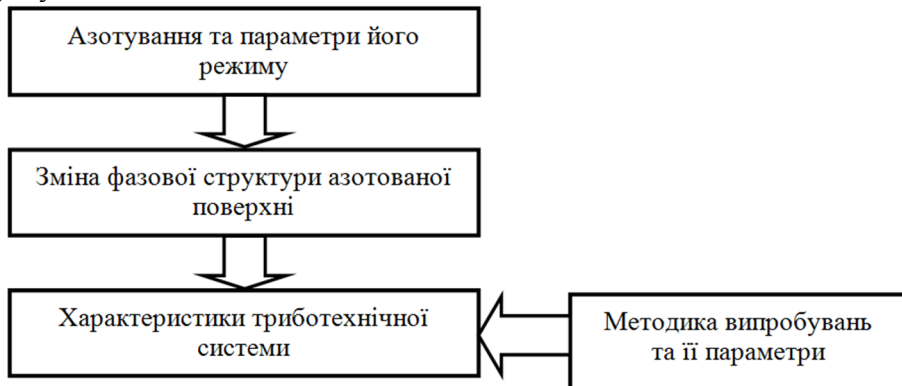 Азотування та параметри його
режиму
Зміна фазової структури азотованої
поверхні
Характеристики триботехнічної
системи
Методика випробувань
та її параметри